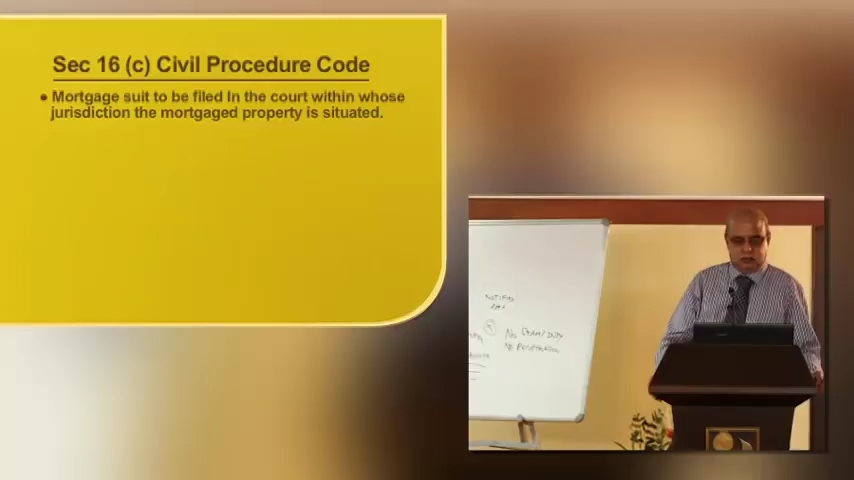 Sec 16 (c) Civil Procedure Code
• Mortgage suit to be filed In the court within whose
jurisdiction the mortgaged property is situated.